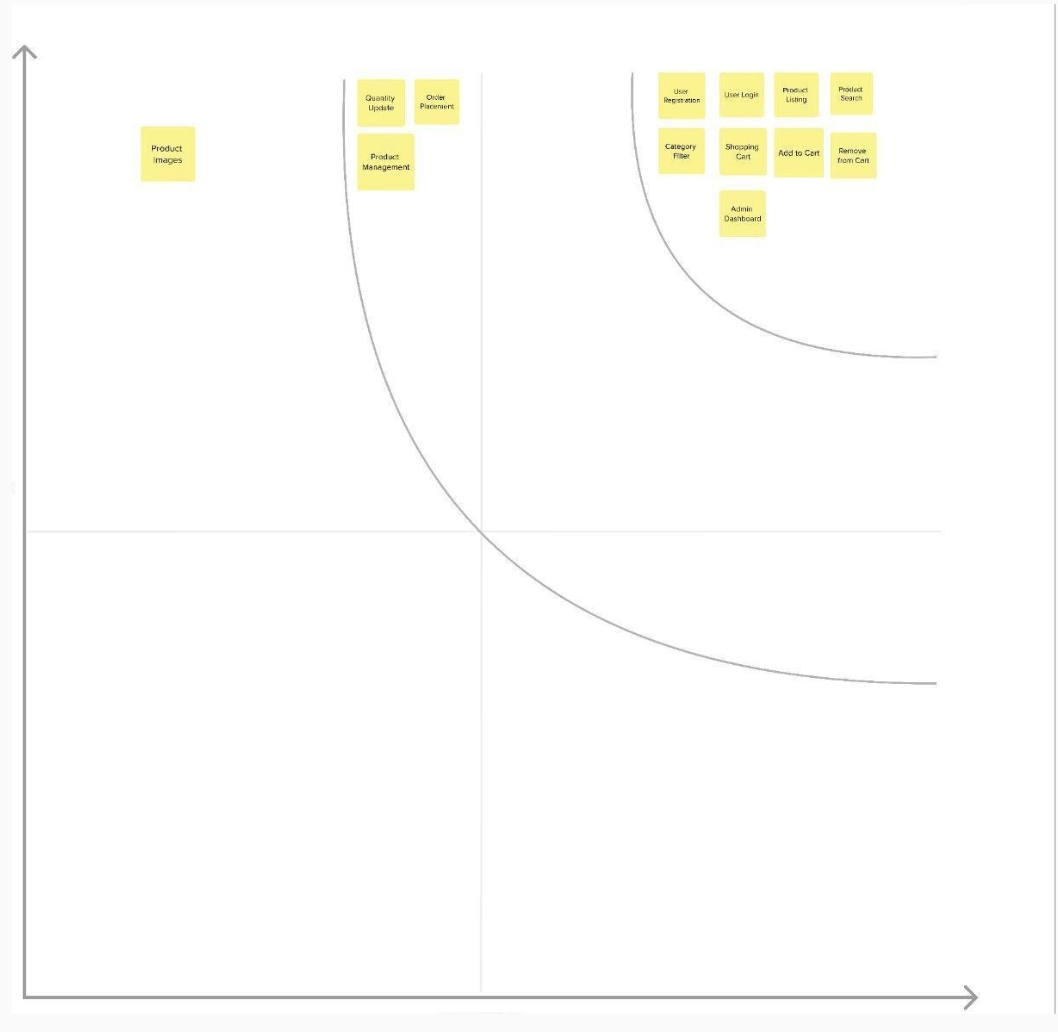 Product
Images
Quantity
Update
Order
Placement
Product
Management
User
Registration
User Login
Product
Listing
Product
Search
Category
Filter
Shopping
Cart
Add to Cart
Remove
from Cart
Admin
Dashboard